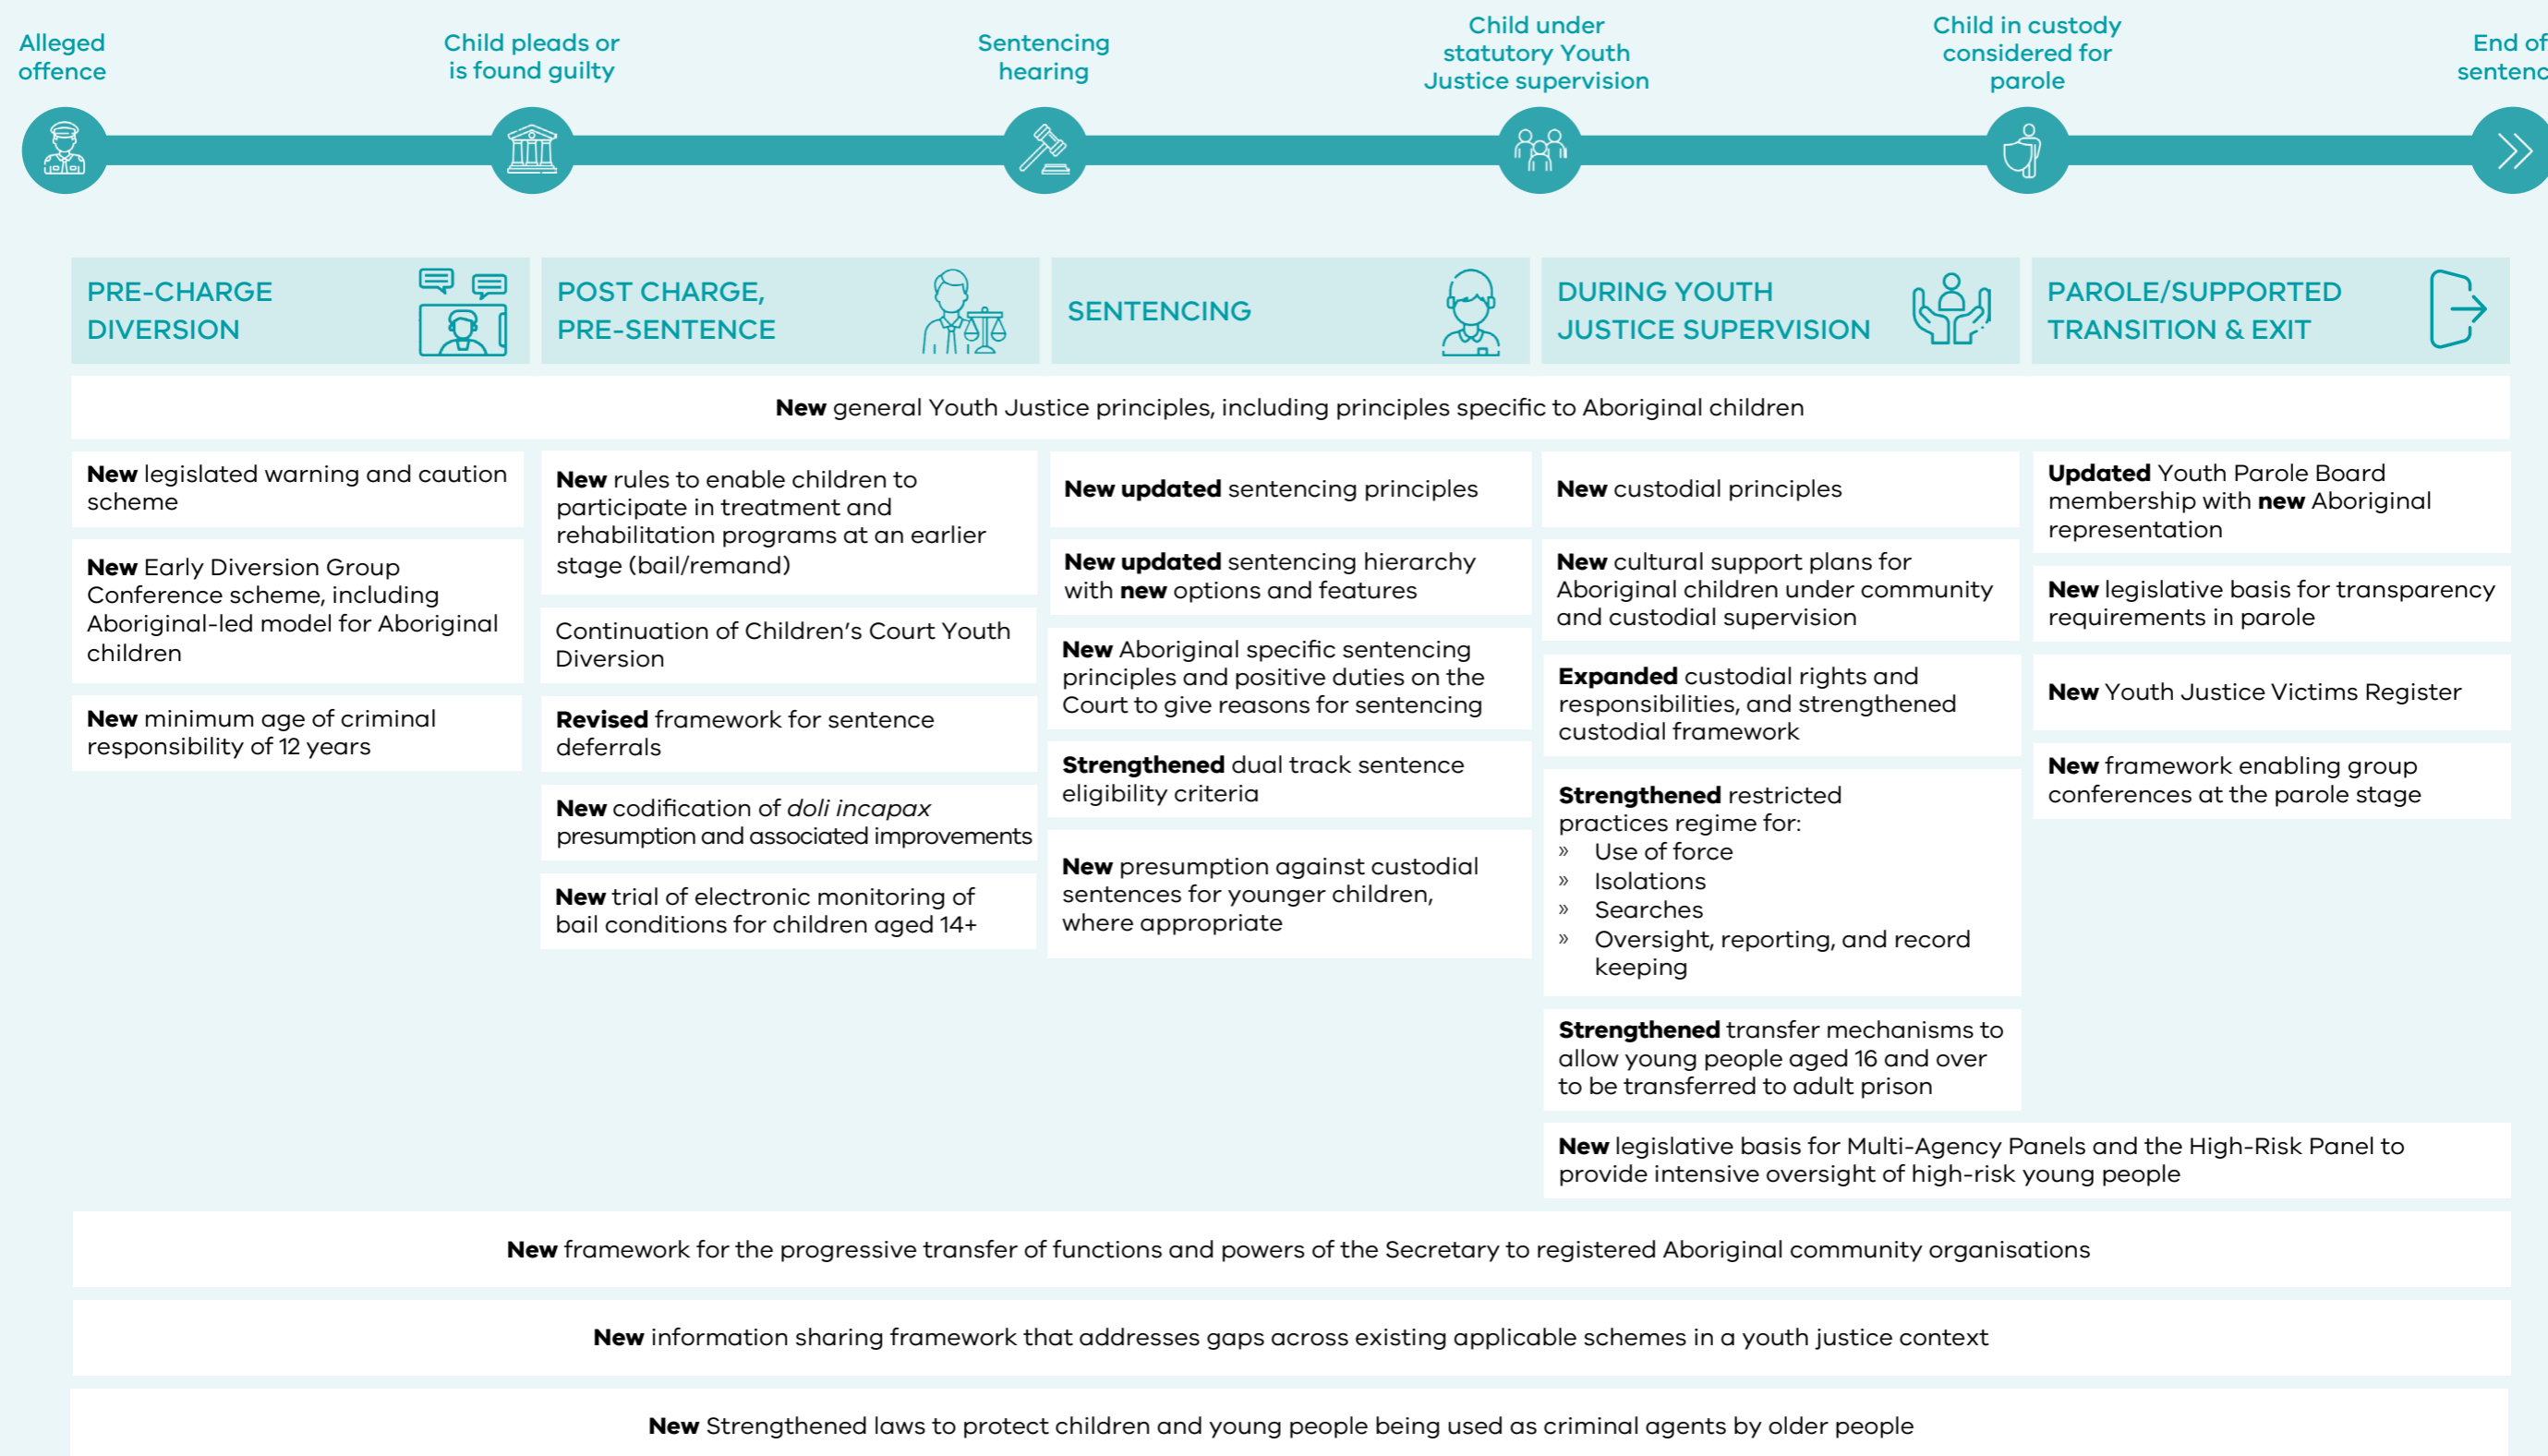 Alleged
offence
Child pleads or
is found guilty
Sentencing
hearing
Child under
statutory Youth
Justice supervision
Child in custody
considered for
parole
End of
sentenc
PRE-CHARGE
DIVERSION
POST CHARGE,
PRE-SENTENCE
SENTENCING
DURING YOUTH
JUSTICE SUPERVISION
PAROLE/SUPPORTED
TRANSITION & EXIT
New general Youth Justice principles, including principles specific to Aboriginal children
New legislated warning and caution
scheme
New Early Diversion Group
Conference scheme, including
Aboriginal-led model for Aboriginal
children
New minimum age of criminal
responsibility of 12 years
New rules to enable children to
participate in treatment and
rehabilitation programs at an earlier
stage (bail/remand)
Continuation of Children's Court Youth
Diversion
Revised framework for sentence
deferrals
New codification of doli incapax
presumption and associated improvements
New trial of electronic monitoring of
bail conditions for children aged 14+
New updated sentencing principles
New updated sentencing hierarchy
with new options and features
New Aboriginal specific sentencing
principles and positive duties on the
Court to give reasons for sentencing
Strengthened dual track sentence
eligibility criteria
New presumption against custodial
sentences for younger children,
where appropriate
New custodial principles
New cultural support plans for
Aboriginal children under community
and custodial supervision
Expanded custodial rights and
responsibilities, and strengthened
custodial framework
Strengthened restricted
practices regime for:
» Use of force
» Isolations
» Searches
» Oversight, reporting, and record
keeping
Strengthened transfer mechanisms to
allow young people aged 16 and over
to be transferred to adult prison
Updated Youth Parole Board
membership with new Aboriginal
representation
New legislative basis for transparency
requirements in parole
New Youth Justice Victims Register
New framework enabling group
conferences at the parole stage
New legislative basis for Multi-Agency Panels and the High-Risk Panel to
provide intensive oversight of high-risk young people
New framework for the progressive transfer of functions and powers of the Secretary to registered Aboriginal community organisations
New information sharing framework that addresses gaps across existing applicable schemes in a youth justice context
New Strengthened laws to protect children and young people being used as criminal agents by older people